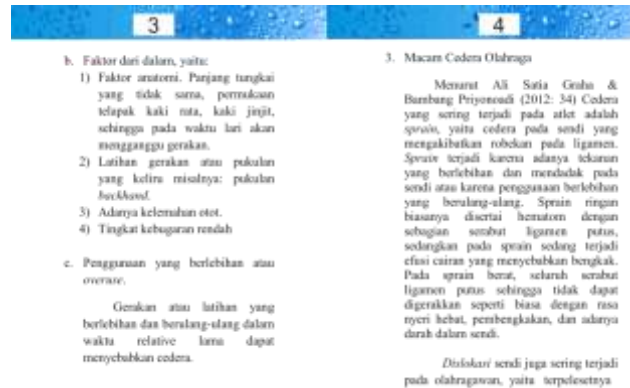 3
b. Faktor dari dalam, yaitu:
1) Faktor anatomi. Panjang tungkai
yang tidak sama, permukaan
telapak kaki rata, kaki jinjit,
sehingga pada waktu lari akan
mengganggu gerakan.
2) Latihan gerakan atau pukulan
yang keliru misalnya: pukulan
backhand.
3) Adanya kelemahan otot.
4) Tingkat kebugaran rendah
c. Penggunaan yang berlebihan atau
overuse.
Gerakan atau latihan yang
berlebihan dan berulang-ulang dalam
waktu relative lama dapat
menyebabkan cedera.
4
3. Macam Cedera Olahraga
Menurut Ali Satia Graha &
Bambang Priyonoadi (2012: 34) Cedera
yang sering terjadi pada atlet adalah
sprain, yaitu cedera pada sendi yang
mengakibatkan robekan pada ligamen.
Sprain terjadi karena adanya tekanan
yang berlebihan dan mendadak pada
sendi atau karena penggunaan berlebihan
yang berulang-ulang. Sprain ringan
biasanya disertai hematom dengan
sebagian serabut ligamen putus,
sedangkan pada sprain sedang terjadi
efusi cairan yang menyebabkan bengkak.
Pada sprain berat, seluruh serabut
ligamen putus sehingga tidak dapat
digerakkan seperti biasa dengan rasa
nyeri hebat, pembengkakan, dan adanya
darah dalam sendi.
Dislokasi sendi juga sering terjadi
pada olahragawan, yaitu terpelesetnya